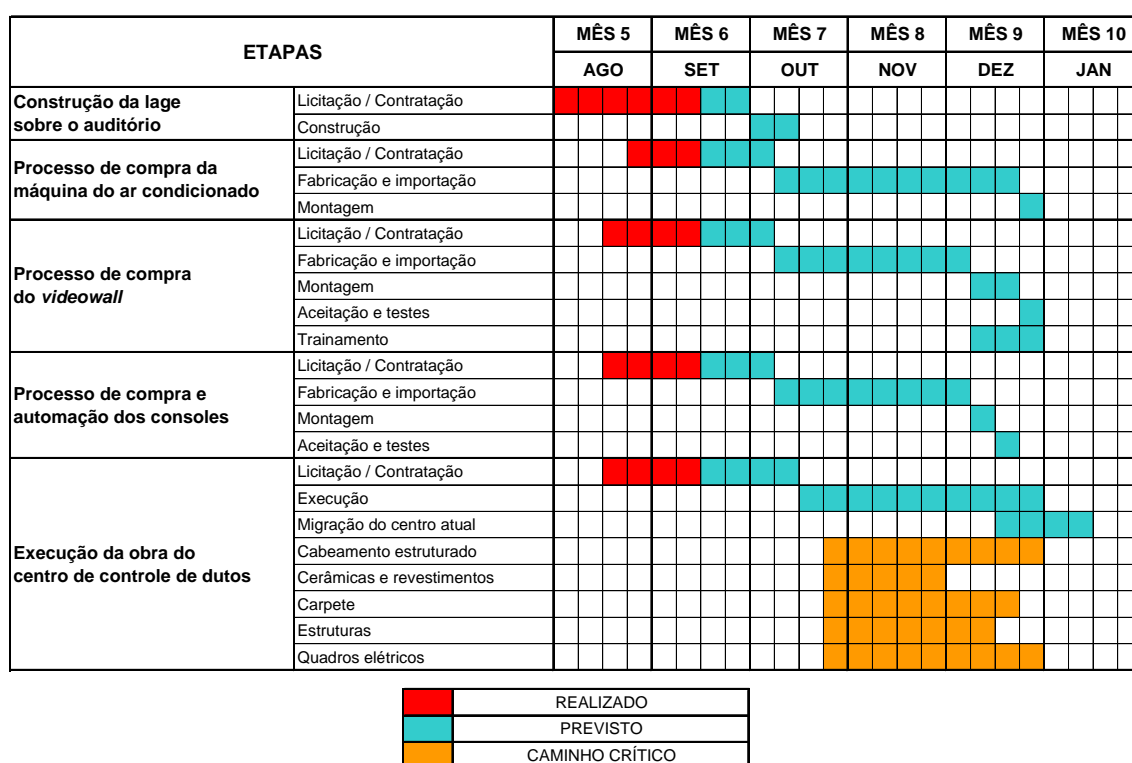 ETAPAS
MÊS 5 MÊS 6 MÊS 7 MÊS 8 MÊS 9 MÊS 10
AGO SET OUT NOV DEZ JAN
Construção da lage
sobre o auditório
Licitação / Contratação
Construção
Processo de compra da
máquina do ar condicionado
Licitação / Contratação
Fabricação e importação
Montagem
Processo de compra
do videowall
Licitação / Contratação
Fabricação e importação
Montagem
Aceitação e testes
Trainamento
Processo de compra e
automação dos consoles
Licitação / Contratação
Fabricação e importação
Montagem
Aceitação e testes
Execução da obra do
centro de controle de dutos
Licitação / Contratação
Execução
Migração do centro atual
Cabeamento estruturado
Cerâmicas e revestimentos
Carpete
Estruturas
Quadros elétricos
REALIZADO
PREVISTO
CAMINHO CRÍTICO